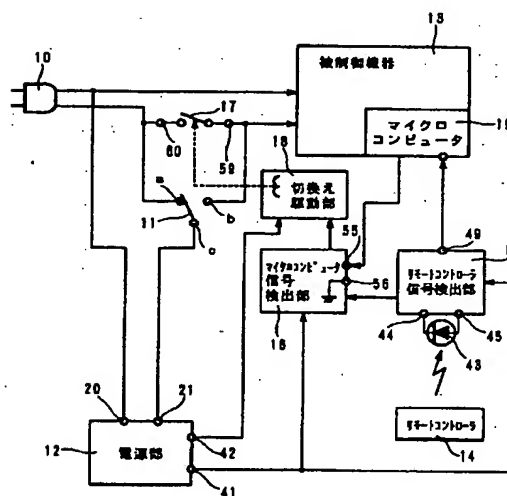 10
13
被制御機器
17
マイクロ
コンピュータ
19
60
59
18
切換え
駆動部
a
b
11
c
55
49
マイクロコンピュータ
信号
検出部
56
16
リモートコントローラ
信号検出部
44
45
43
20
21
12
電源部
42
41
リモートコントローラ
14